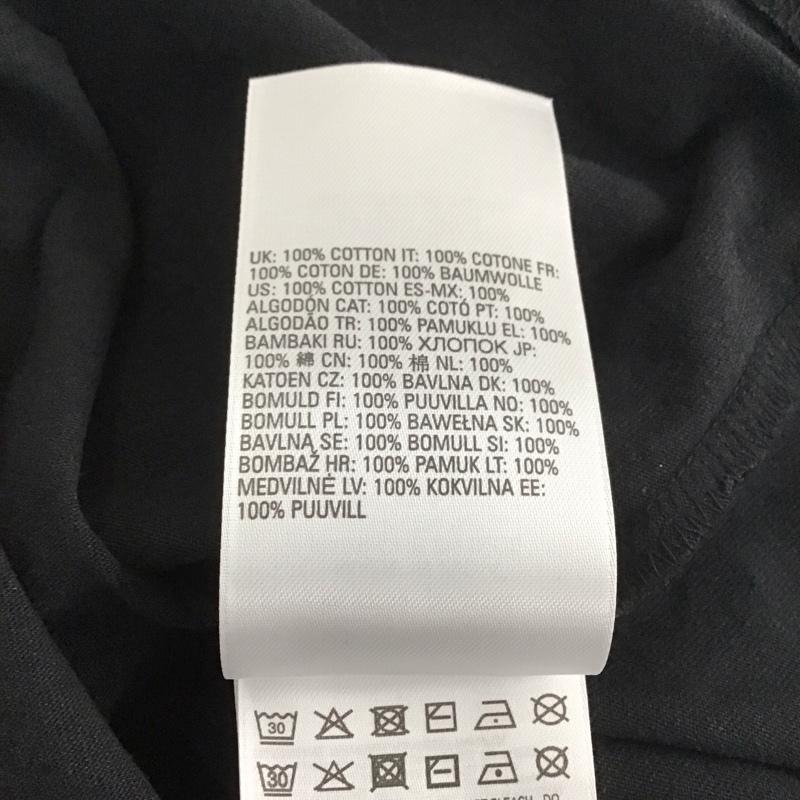 UK: 100% COTTON IT: 100% COTONE FR:
100% COTON DE: 100% BAUMWOLLE
US: 100% COTTON ES-MX: 100%
ALGODÓN CAT: 100% COTÓ PT: 100%
ALGODÃO TR: 100% PAMUKLU EL: 100%
BAMBAKI RU: 100% ХЛОПОК JP:
100% 綿 CN: 100% 棉 NL: 100%
KATOEN CZ: 100% BAVLNA DK: 100%
BOMULD FI: 100% PUUVILLA NO: 100%
BOMULL PL: 100% BAWEŁNA SK: 100%
BAVLNA SE: 100% BOMULL SI: 100%
BOMBAŽ HR: 100% PAMUK LT: 100%
MEDVILNĖ LV: 100% KOKVILNA EE:
100% PUUVILL
30
30